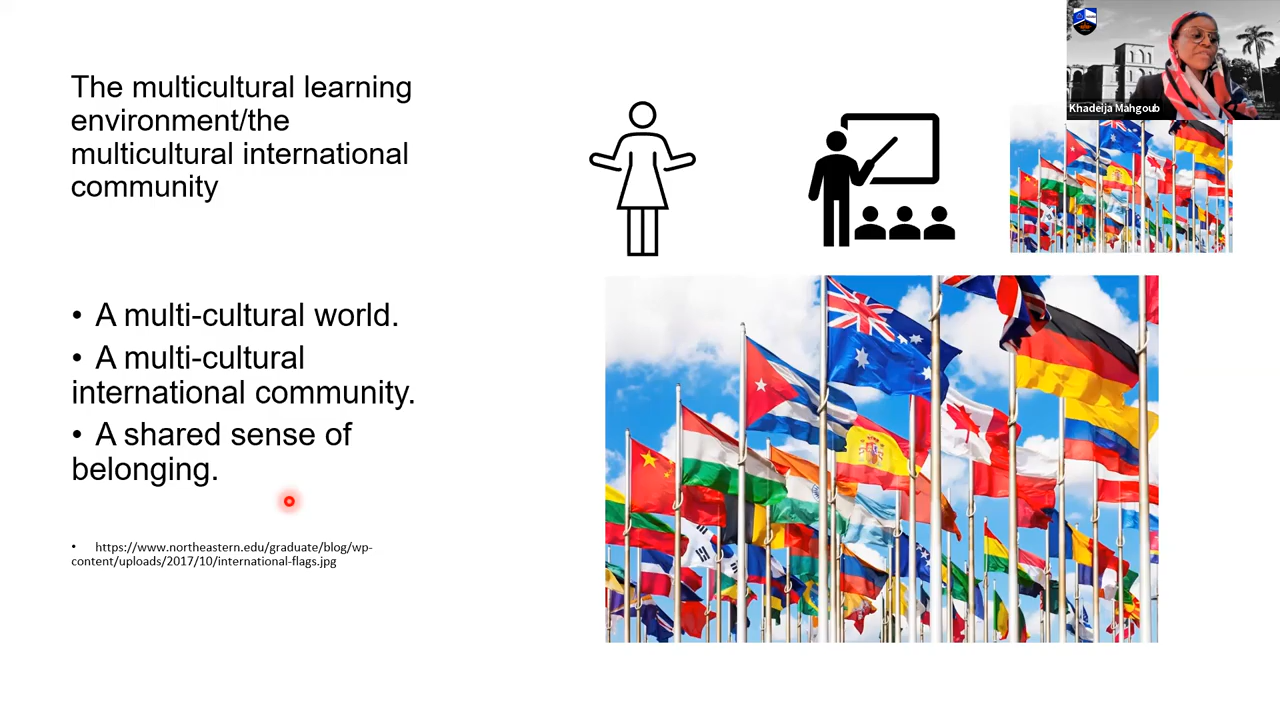 The multicultural learning
environment/the
multicultural international
community
• A multi-cultural world.
• A multi-cultural
international community.
• A shared sense of
belonging.
• https://www.northeastern.edu/graduate/blog/wp-
content/uploads/2017/10/international-flags.jpg
Khadeija Mahgoub